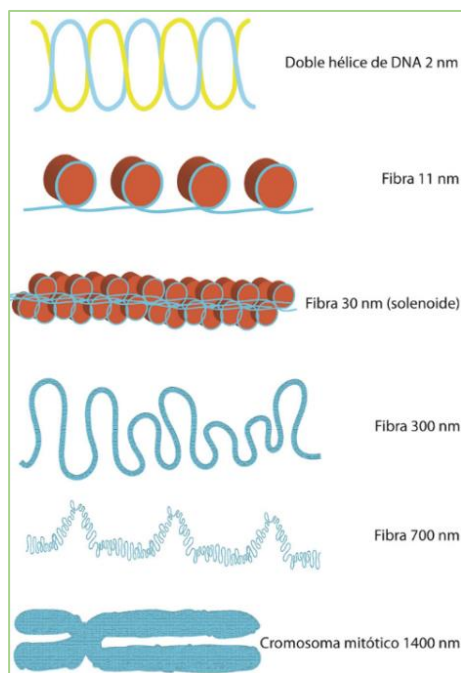 Doble hélice de DNA 2 nm
Fibra 11 nm
Fibra 30 nm (solenoide)
Fibra 300 nm
Fibra 700 nm
Cromosoma mitótico 1400 nm